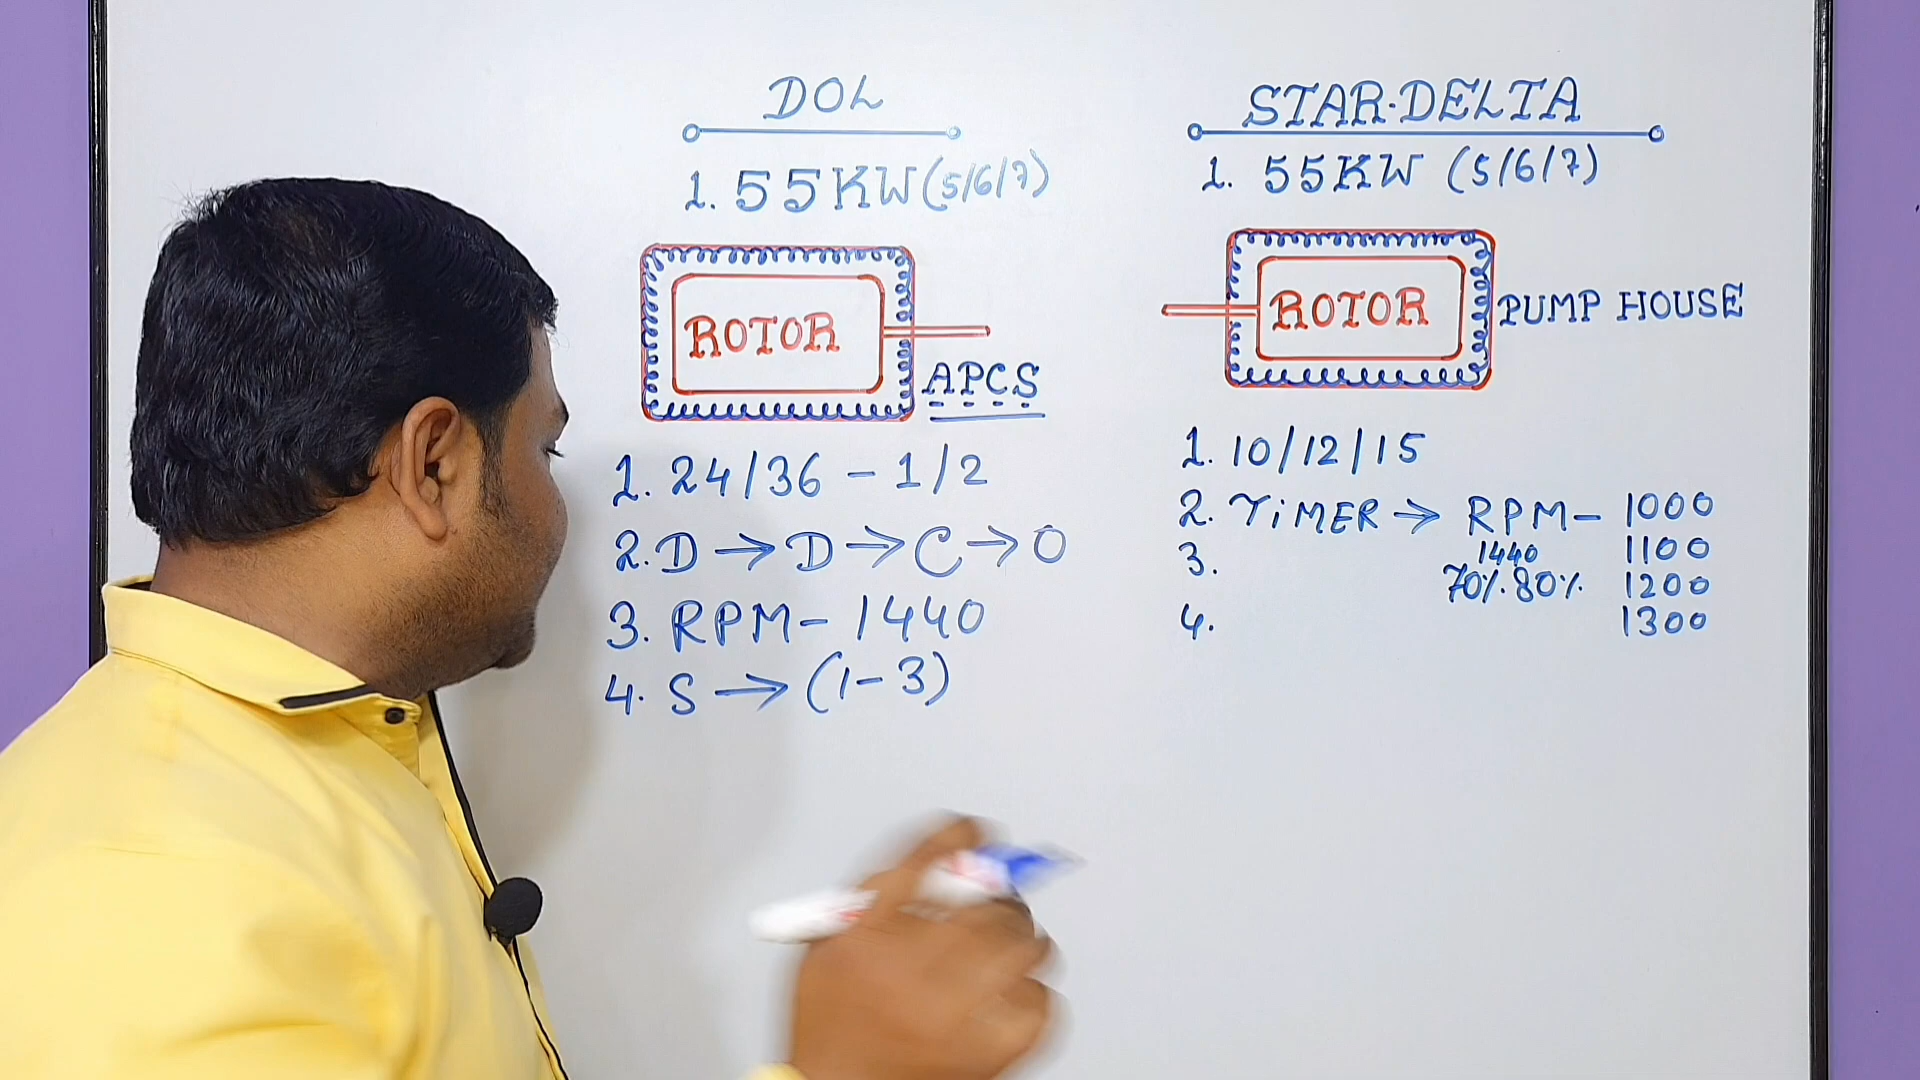 DOL
1. 55KW (5/6/7)
ROTOR
APCS
1. 24/36 - 1/2
2. D → D → C → O
3. RPM - 1440
4. S → (1-3)
STAR-DELTA
1. 55KW (5/6/7)
ROTOR
PUMP HOUSE
1. 10/12/15
2. TiMER → RPM - 1000
3. 1440 1100
70%. 80%. 1200
4. 1300